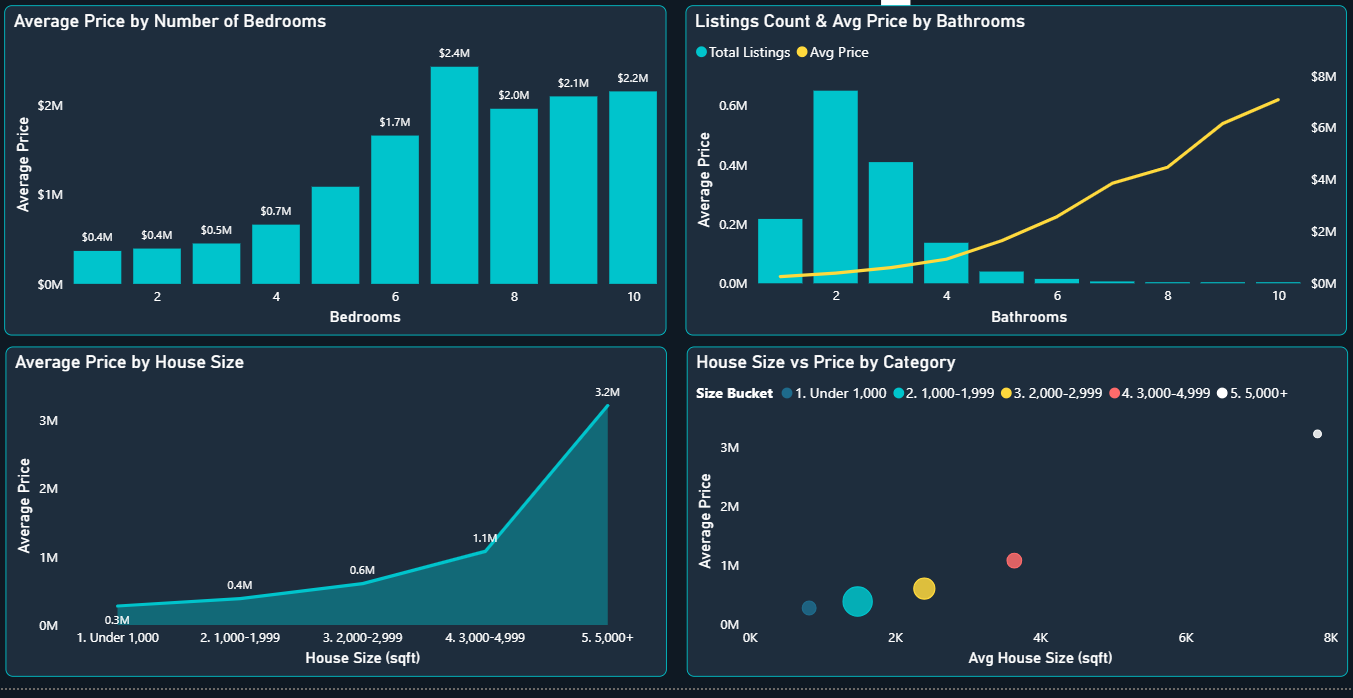 Average Price by Number of Bedrooms
Average Price
$2M
$1M
$0M
$0.4M
$0.4M
$0.5M
$0.7M
$1.7M
$2.4M
$2.0M
$2.1M
$2.2M
2 4 6 8 10
Bedrooms
Listings Count & Avg Price by Bathrooms
Total Listings Avg Price
Average Price
0.6M
0.4M
0.2M
0.0M
$8M
$6M
$4M
$2M
$0M
2 4 6 8 10
Bathrooms
Average Price by House Size
Average Price
3M
2M
1M
0M
0.3M
0.4M
0.6M
1.1M
3.2M
1. Under 1,000 2. 1,000-1,999 3. 2,000-2,999 4. 3,000-4,999 5. 5,000+
House Size (sqft)
House Size vs Price by Category
Size Bucket 1. Under 1,000 2. 1,000-1,999 3. 2,000-2,999 4. 3,000-4,999 5. 5,000+
Average Price
3M
2M
1M
0M
0K 2K 4K 6K 8K
Avg House Size (sqft)